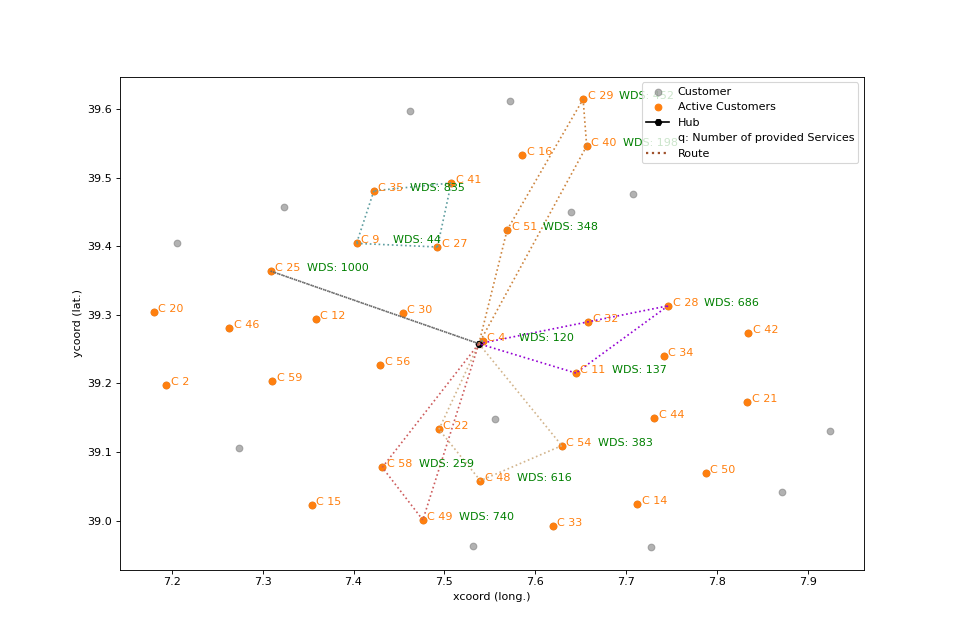 39.6
39.5
39.4
39.3
39.2
39.1
39.0
ycoord (lat.)
7.2 7.3 7.4 7.5 7.6 7.7 7.8 7.9
xcoord (long.)
Customer
Active Customers
Hub
q: Number of provided Services
Route
C 29 WDS: 452
C 40 WDS: 198
C 16
C 41
C 35 WDS: 835
C 51 WDS: 348
C 9 WDS: 44
C 27
C 25 WDS: 1000
C 28 WDS: 686
C 20
C 30
C 12
C 32
C 46
C 42
C 4 WDS: 120
C 34
C 56
C 11 WDS: 137
C 2
C 59
C 21
C 44
C 22
C 54 WDS: 383
C 58 WDS: 259
C 48 WDS: 616
C 50
C 15
C 14
C 49 WDS: 740
C 33